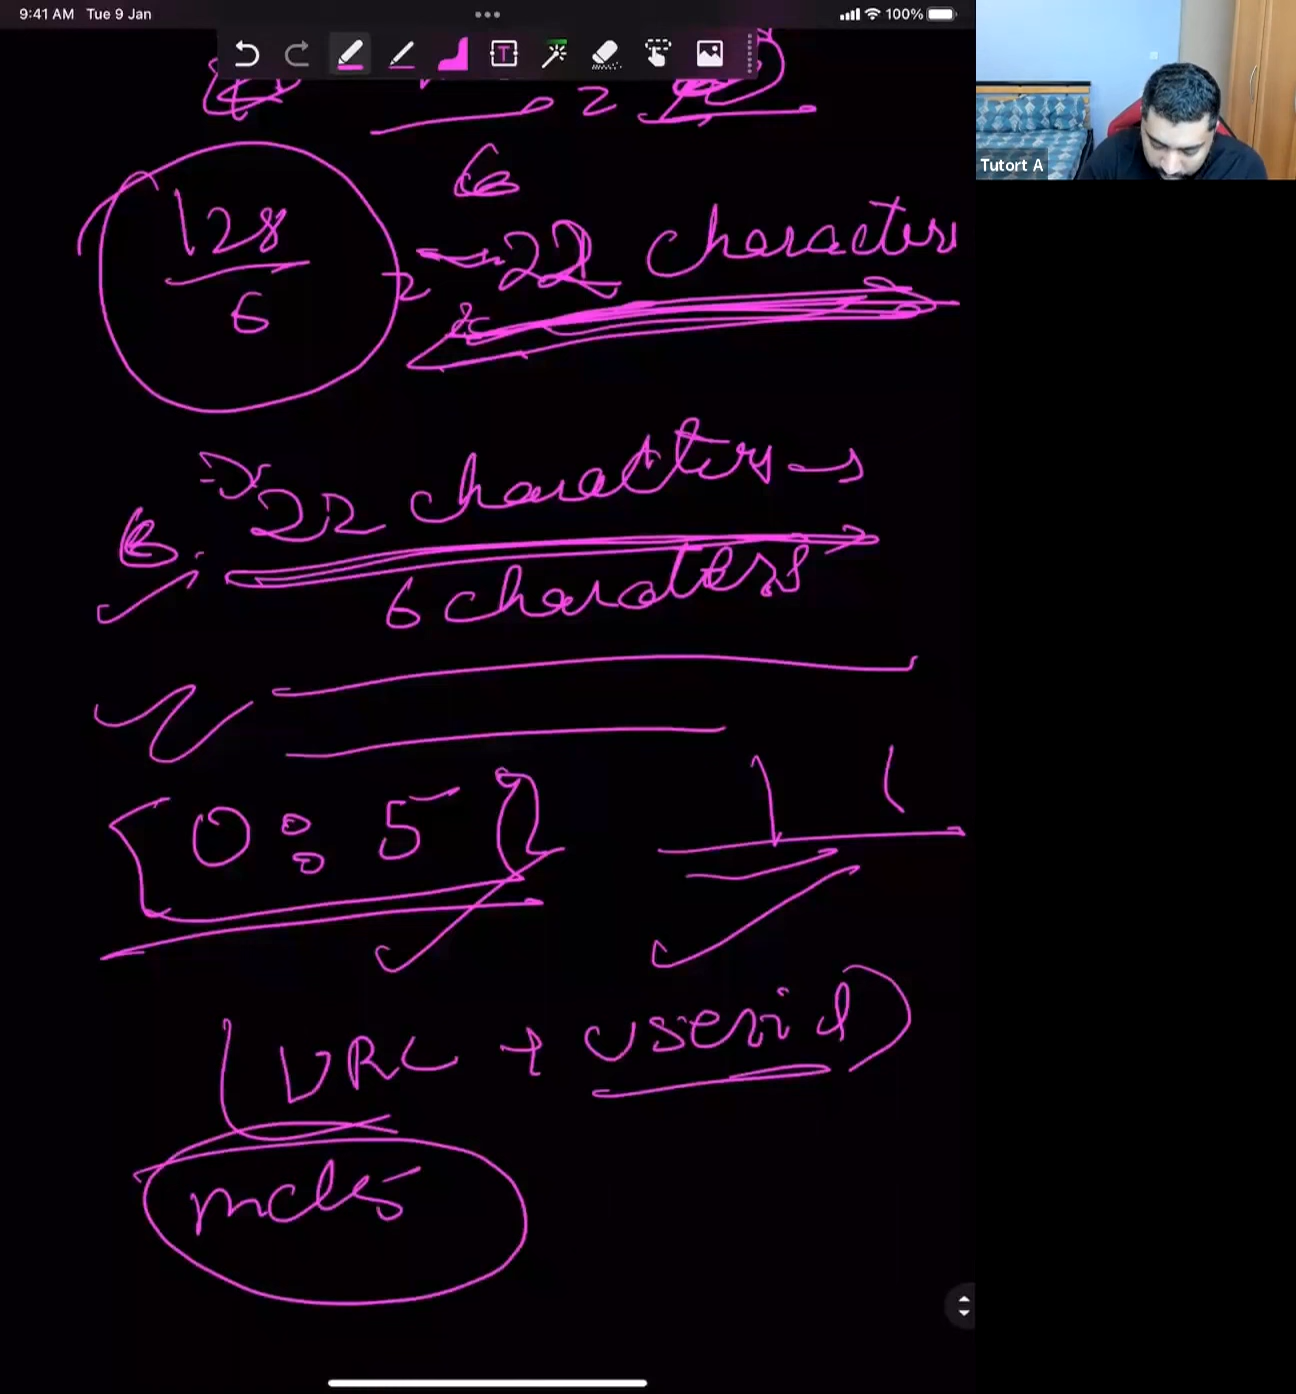 9:41 AM Tue 9 Jan
100%
T
Tutort A
2
6
128
6
22 characters
22 characters
6 characters
0: 5
URL + userid)
md5